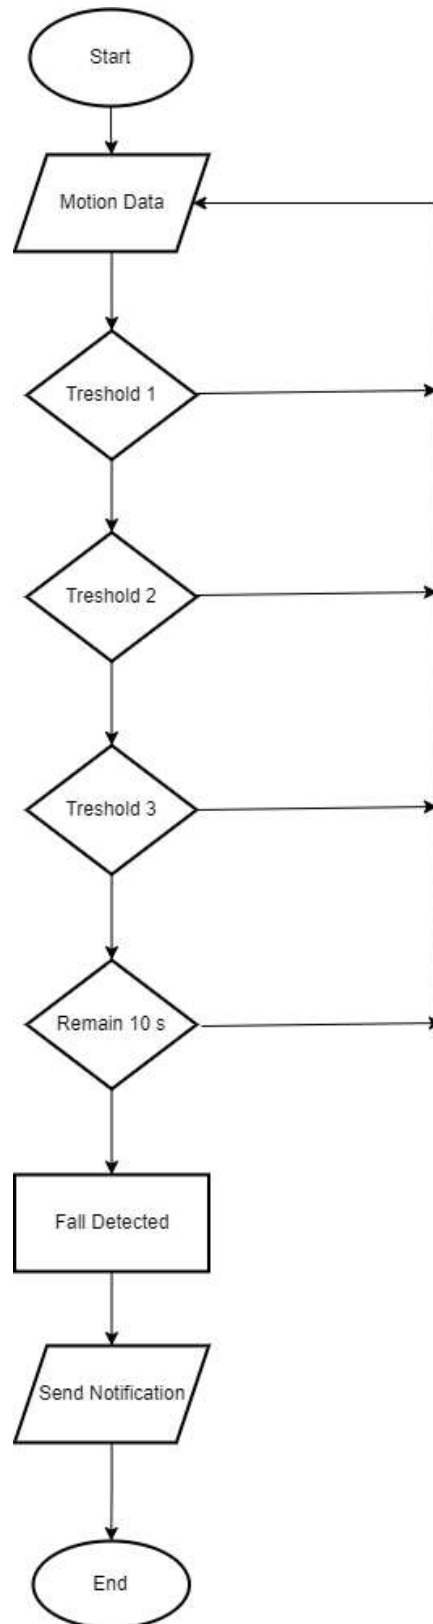 Start
Motion Data
Treshold 1
Treshold 2
Treshold 3
Remain 10 s
Fall Detected
Send Notification
End